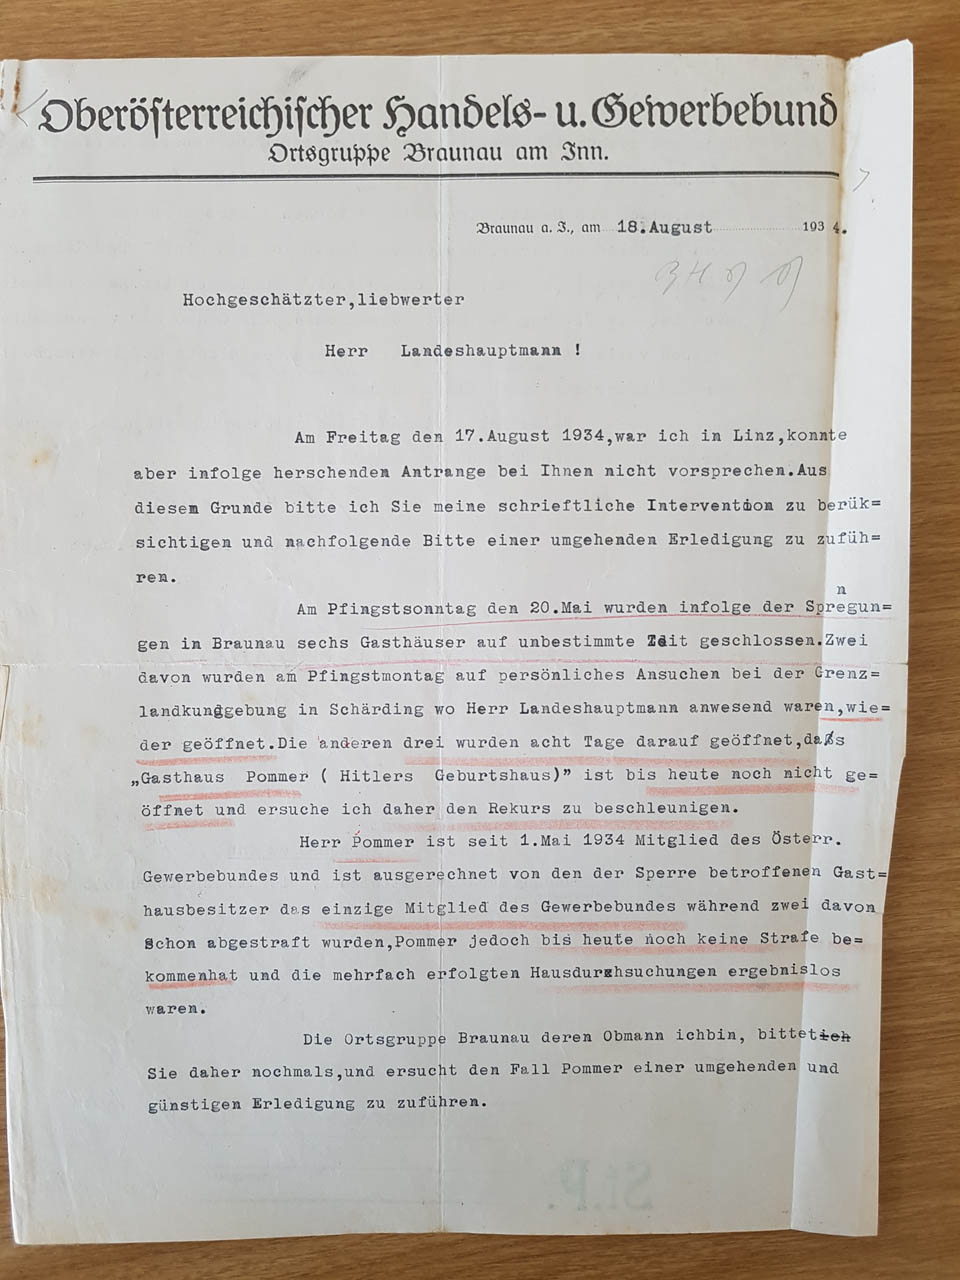 Oberösterreichischer Handels- u. Gewerbebund
Ortsgruppe Braunau am Inn.
Braunau a. I., am 18.August 1934.
Hochgeschätzter,liebwerter
Herr Landeshauptmann !
Am Freitag den 17.August 1934,war ich in Linz,konnte
aber infolge herschenden Antrange bei Ihnen nicht vorsprechen.Aus
diesem Grunde bitte ich Sie meine schrieftliche Intervention zu berük=
sichtigen und nachfolgende Bitte einer umgehenden Erledigung zu zufüh=
ren.
n
Am Pfingstsonntag den 20.Mai wurden infolge der Spregun=
gen in Braunau sechs Gasthäuser auf unbestimmte Zeit geschlossen.Zwei
davon wurden am Pfingstmontag auf persönliches Ansuchen bei der Grenz=
landkundgebung in Schärding wo Herr Landeshauptmann anwesend waren,wie=
der geöffnet.Die anderen drei wurden acht Tage darauf geöffnet,das
„Gasthaus Pommer ( Hitlers Geburtshaus)" ist bis heute noch nicht ge=
öffnet und ersuche ich daher den Rekurs zu beschleunigen.
Herr Pommer ist seit 1.Mai 1934 Mitglied des Österr.
Gewerbebundes und ist ausgerechnet von den der Sperre betroffenen Gast=
hausbesitzer das einzige Mitglied des Gewerbebundes während zwei davon
schon abgestraft wurden,Pommer jedoch bis heute noch keine Strafe be=
kommenhat und die mehrfach erfolgten Hausdurchsuchungen ergebnislos
waren.
Die Ortsgruppe Braunau deren Obmann ichbin, bittet ich
Sie daher nochmals,und ersucht den Fall Pommer einer umgehenden und
günstigen Erledigung zu zuführen.
St.P.